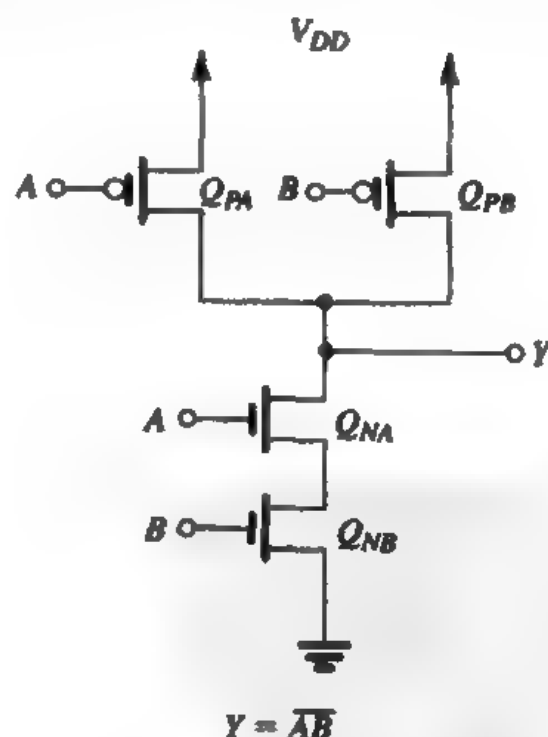 V_DD
A Q_PA B Q_PB
Y
A Q_NA
B Q_NB
Y = \overline{AB}